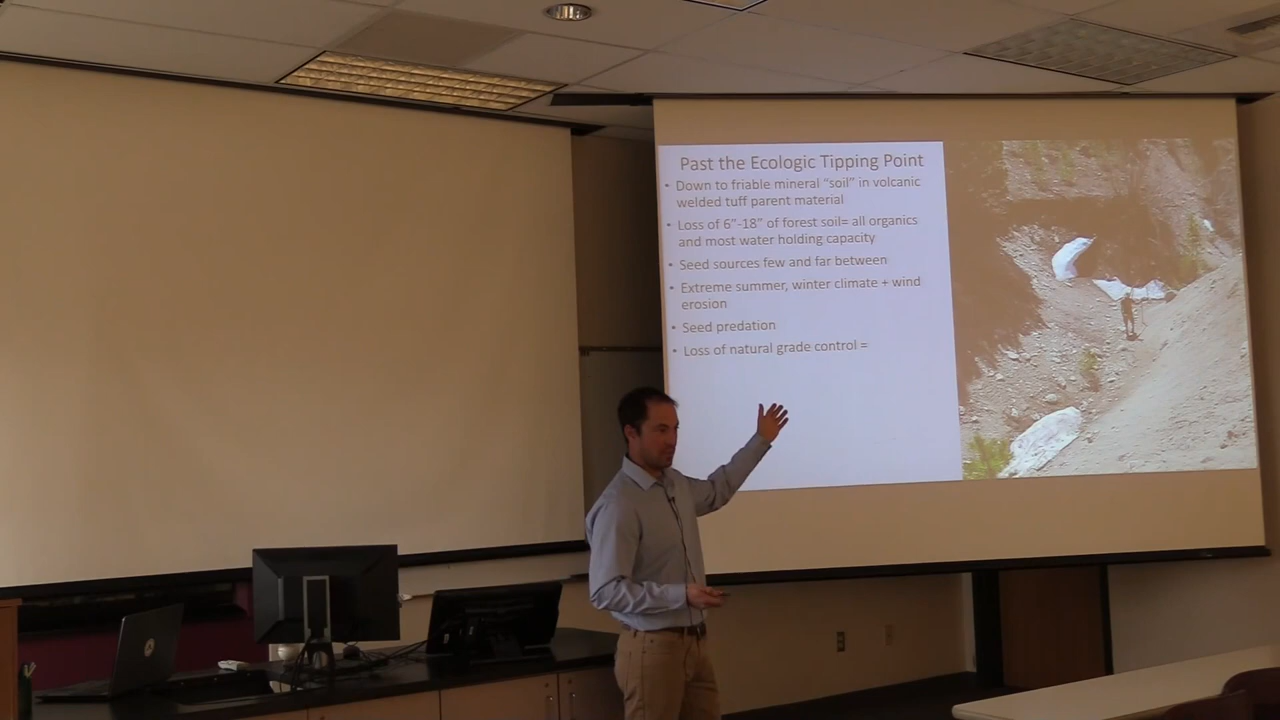 Past the Ecologic Tipping Point
• Down to friable mineral “soil” in volcanic
welded tuff parent material
• Loss of 6”-18” of forest soil= all organics
and most water holding capacity
• Seed sources few and far between
• Extreme summer, winter climate + wind
erosion
• Seed predation
• Loss of natural grade control =